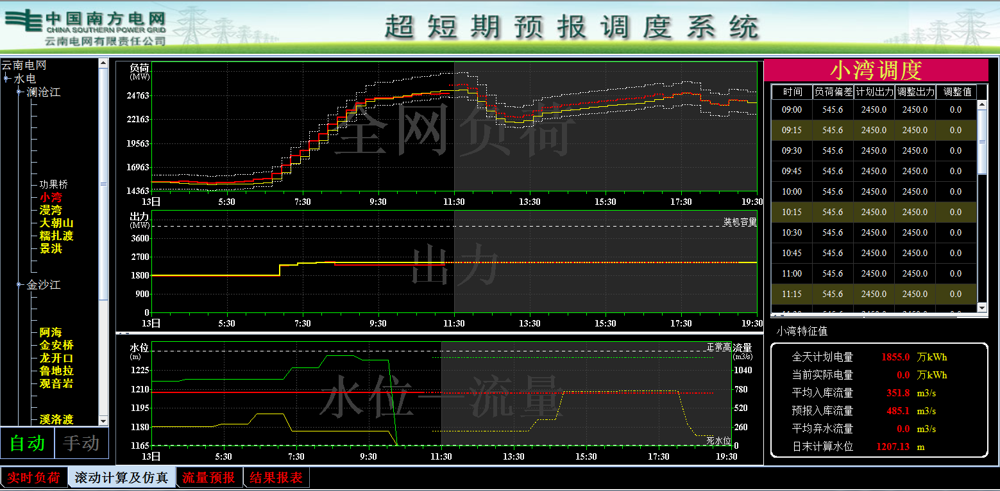 中国南方电网
CHINA SOUTHERN POWER GRID
云南电网有限责任公司
超短期预报调度系统
云南电网
水电
澜沧江
功果桥
小湾
漫湾
大朝山
糯扎渡
景洪
金沙江
阿海
金安桥
龙开口
鲁地拉
观音岩
溪洛渡
自动 手动
负荷
(MW)
24763
22163
19563
16963
14363
全网负荷
13日 5:30 7:30 9:30 11:30 13:30 15:30 17:30 19:30
出力
(MW)
装机容量
3600
2700
1800
900
0
出力
13日 5:30 7:30 9:30 11:30 13:30 15:30 17:30 19:30
水位
(m)
正常高
流量
(m3/s)
1225 1040
1210 780
1195 520
1180 260
1165 0
水位—流量
死水位
13日 5:30 7:30 9:30 11:30 13:30 15:30 17:30 19:30
小湾调度
时间 负荷偏差 计划出力 调整出力 调整值
09:00 545.6 2450.0 2450.0 0.0
09:15 545.6 2450.0 2450.0 0.0
09:30 545.6 2450.0 2450.0 0.0
09:45 545.6 2450.0 2450.0 0.0
10:00 545.6 2450.0 2450.0 0.0
10:15 545.6 2450.0 2450.0 0.0
10:30 545.6 2450.0 2450.0 0.0
10:45 545.6 2450.0 2450.0 0.0
11:00 545.6 2450.0 2450.0 0.0
11:15 545.6 2450.0 2450.0 0.0
小湾特征值
全天计划电量 1855.0 万kWh
当前实际电量 0.0 万kWh
平均入库流量 351.8 m3/s
预报入库流量 485.1 m3/s
平均弃水流量 0.0 m3/s
日末计算水位 1207.13 m
实时负荷 滚动计算及仿真 流量预报 结果报表